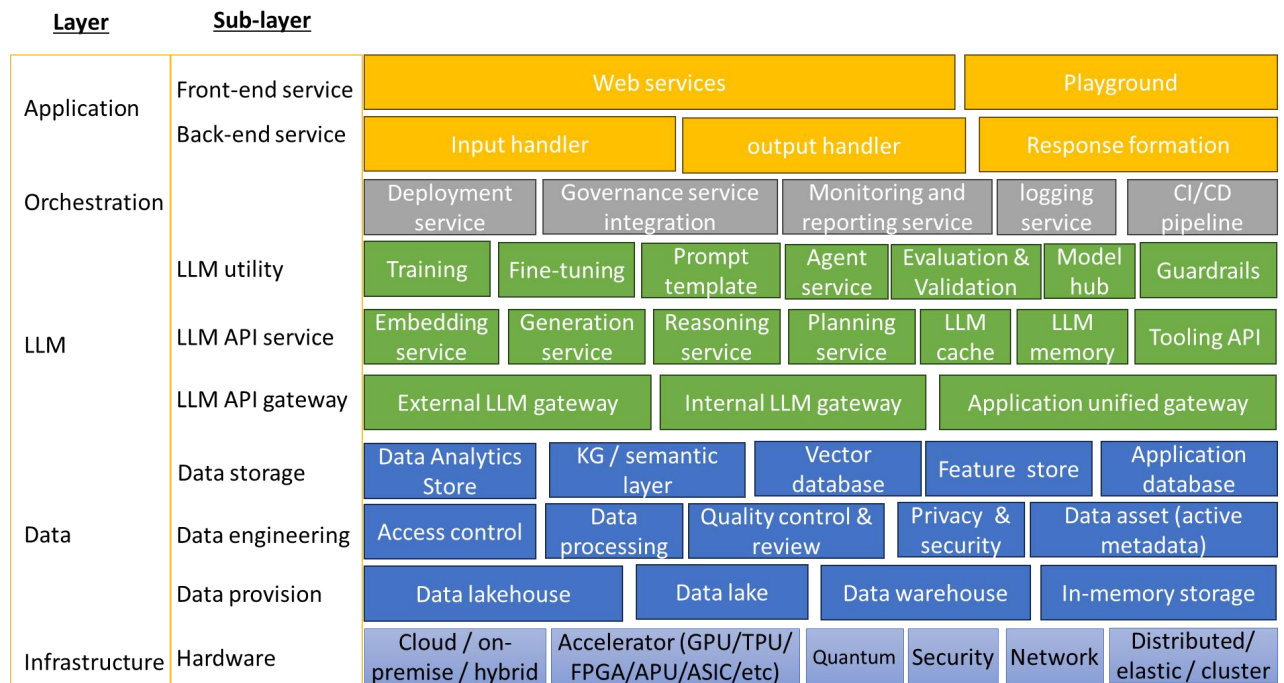 Layer
Sub-layer
Application
Front-end service
Web services
Playground
Back-end service
Input handler
output handler
Response formation
Orchestration
Deployment
service
Governance service
integration
Monitoring and
reporting service
logging
service
CI/CD
pipeline
LLM
LLM utility
Training
Fine-tuning
Prompt
template
Agent
service
Evaluation &
Validation
Model
hub
Guardrails
LLM API service
Embedding
service
Generation
service
Reasoning
service
Planning
service
LLM
cache
LLM
memory
Tooling API
LLM API gateway
External LLM gateway
Internal LLM gateway
Application unified gateway
Data
Data storage
Data Analytics
Store
KG / semantic
layer
Vector
database
Feature store
Application
database
Data engineering
Access control
Data
processing
Quality control &
review
Privacy &
security
Data asset (active
metadata)
Data provision
Data lakehouse
Data lake
Data warehouse
In-memory storage
Infrastructure
Hardware
Cloud / on-
premise / hybrid
Accelerator (GPU/TPU/
FPGA/APU/ASIC/etc)
Quantum
Security
Network
Distributed/
elastic / cluster